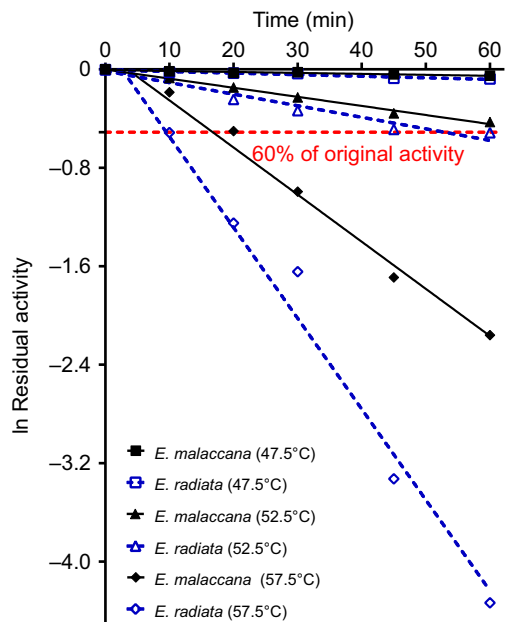 Time (min)
0 10 20 30 40 50 60
0
60% of original activity
–0.8
–1.6
–2.4
–3.2
–4.0
ln Residual activity
E. malaccana (47.5°C)
E. radiata (47.5°C)
E. malaccana (52.5°C)
E. radiata (52.5°C)
E. malaccana (57.5°C)
E. radiata (57.5°C)